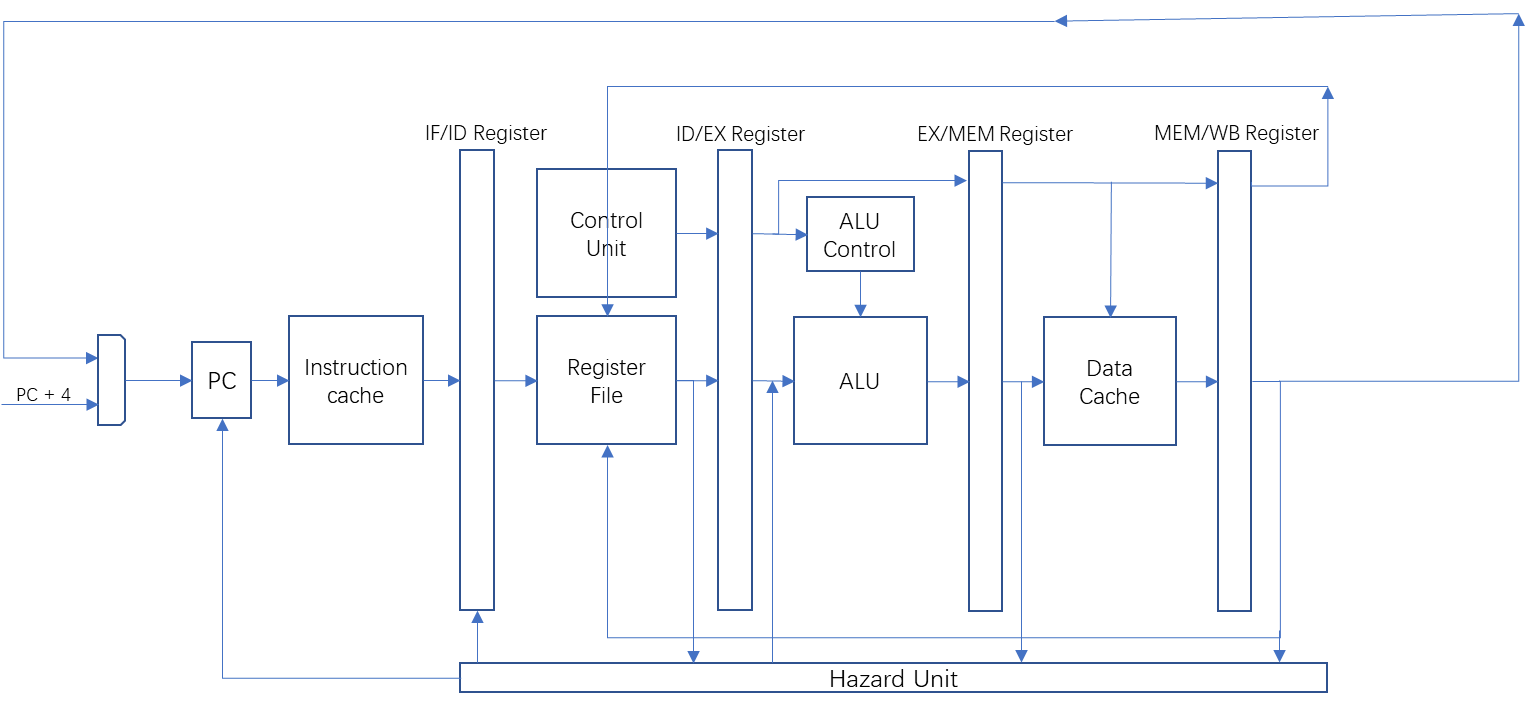 IF/ID Register
ID/EX Register
EX/MEM Register
MEM/WB Register
Control
Unit
ALU
Control
PC + 4
PC
Instruction
cache
Register
File
ALU
Data
Cache
Hazard Unit